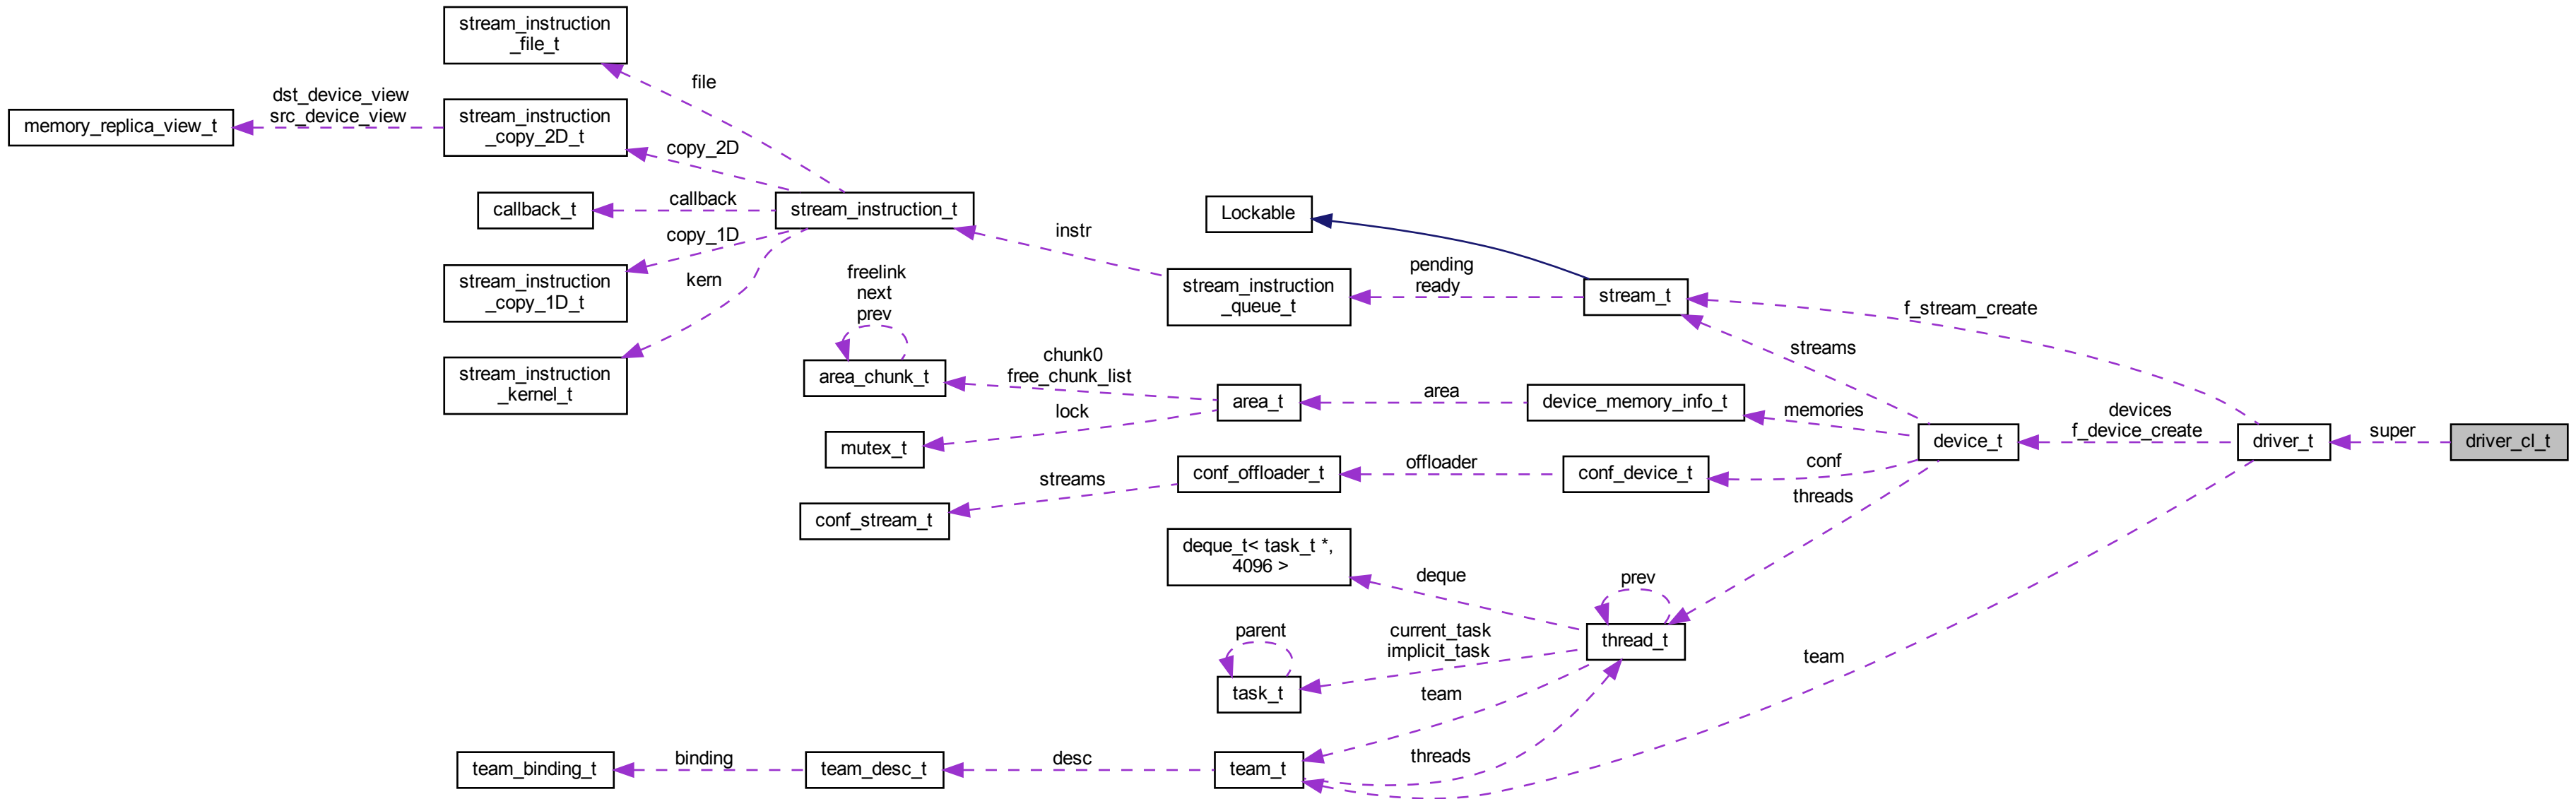 stream_instruction
_file_t
file
dst_device_view
src_device_view
memory_replica_view_t
stream_instruction
_copy_2D_t
copy_2D
callback_t
callback
stream_instruction_t
copy_1D
stream_instruction
_copy_1D_t
kern
stream_instruction
_kernel_t
instr
Lockable
stream_instruction
_queue_t
pending
ready
stream_t
f_stream_create
streams
freelink
next
prev
area_chunk_t
chunk0
free_chunk_list
lock
mutex_t
area_t
area
device_memory_info_t
memories
device_t
devices
f_device_create
driver_t
super
driver_cl_t
conf_stream_t
streams
conf_offloader_t
offloader
conf_device_t
conf
threads
deque_t< task_t *,
4096 >
deque
prev
thread_t
parent
task_t
current_task
implicit_task
team
team
threads
team_binding_t
binding
team_desc_t
desc
team_t